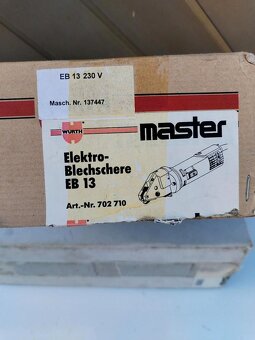 EB 13 230 V
Masch. Nr. 137447
WÜRTH
master
Elektro-
Blechschere
EB 13
Art.-Nr. 702 710